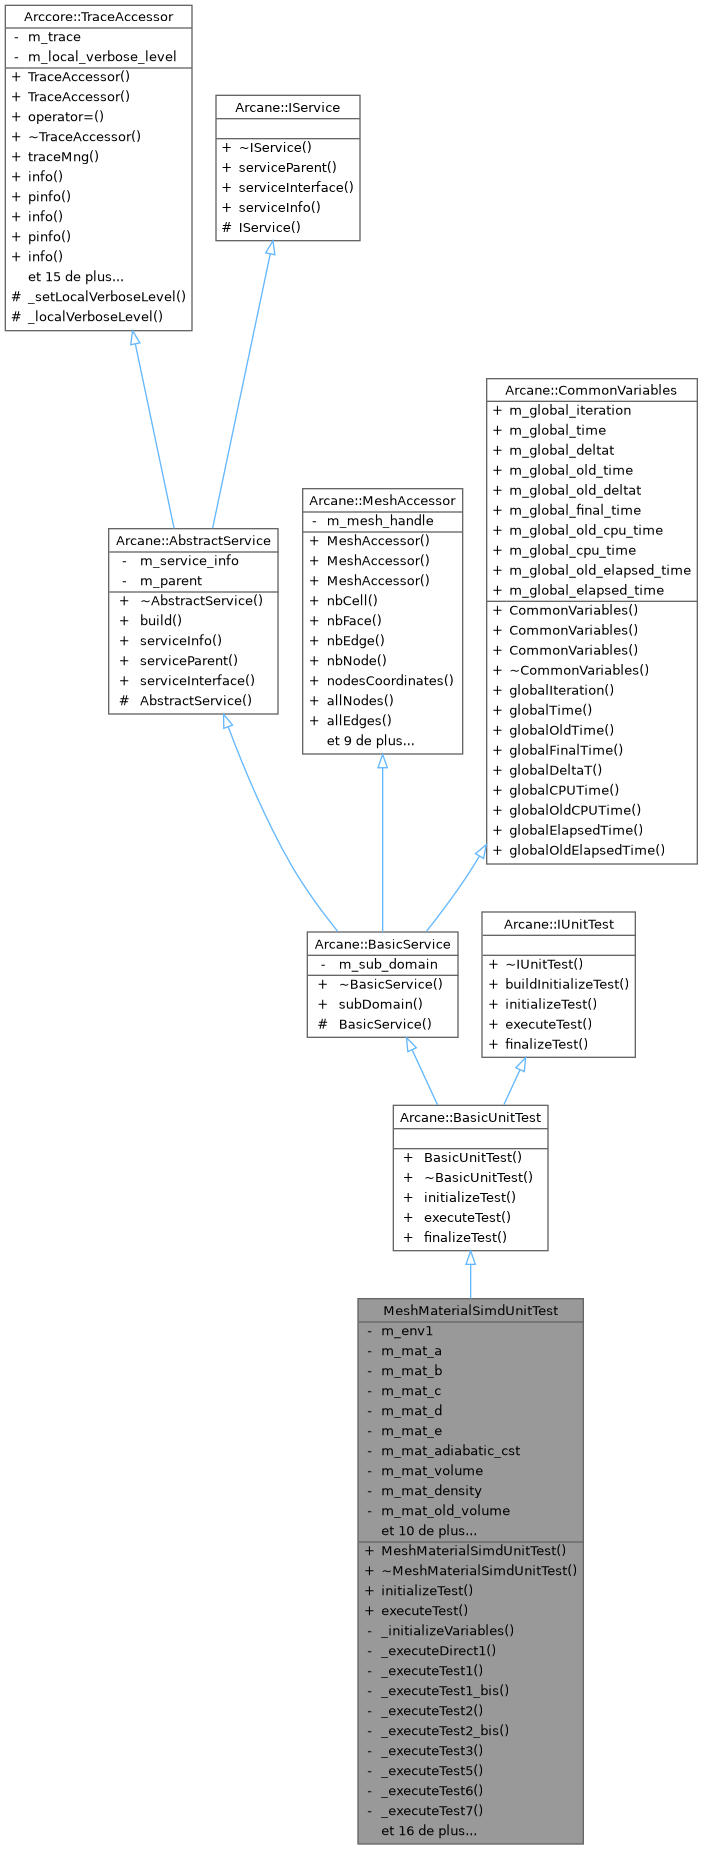 Arccore::TraceAccessor
- m_trace
- m_local_verbose_level
+ TraceAccessor()
+ TraceAccessor()
+ operator=()
+ ~TraceAccessor()
+ traceMng()
+ info()
+ pinfo()
+ info()
+ pinfo()
+ info()
et 15 de plus...
# _setLocalVerboseLevel()
# _localVerboseLevel()
Arcane::IService
+ ~IService()
+ serviceParent()
+ serviceInterface()
+ serviceInfo()
# IService()
Arcane::AbstractService
- m_service_info
- m_parent
+ ~AbstractService()
+ build()
+ serviceInfo()
+ serviceParent()
+ serviceInterface()
# AbstractService()
Arcane::MeshAccessor
- m_mesh_handle
+ MeshAccessor()
+ MeshAccessor()
+ MeshAccessor()
+ nbCell()
+ nbFace()
+ nbEdge()
+ nbNode()
+ nodesCoordinates()
+ allNodes()
+ allEdges()
et 9 de plus...
Arcane::CommonVariables
+ m_global_iteration
+ m_global_time
+ m_global_deltat
+ m_global_old_time
+ m_global_old_deltat
+ m_global_final_time
+ m_global_old_cpu_time
+ m_global_cpu_time
+ m_global_old_elapsed_time
+ m_global_elapsed_time
+ CommonVariables()
+ CommonVariables()
+ CommonVariables()
+ ~CommonVariables()
+ globalIteration()
+ globalTime()
+ globalOldTime()
+ globalFinalTime()
+ globalDeltaT()
+ globalCPUTime()
+ globalOldCPUTime()
+ globalElapsedTime()
+ globalOldElapsedTime()
Arcane::BasicService
- m_sub_domain
+ ~BasicService()
+ subDomain()
# BasicService()
Arcane::IUnitTest
+ ~IUnitTest()
+ buildInitializeTest()
+ initializeTest()
+ executeTest()
+ finalizeTest()
Arcane::BasicUnitTest
+ BasicUnitTest()
+ ~BasicUnitTest()
+ initializeTest()
+ executeTest()
+ finalizeTest()
MeshMaterialSimdUnitTest
- m_env1
- m_mat_a
- m_mat_b
- m_mat_c
- m_mat_d
- m_mat_e
- m_mat_adiabatic_cst
- m_mat_volume
- m_mat_density
- m_mat_old_volume
et 10 de plus...
+ MeshMaterialSimdUnitTest()
+ ~MeshMaterialSimdUnitTest()
+ initializeTest()
+ executeTest()
- _initializeVariables()
- _executeDirect1()
- _executeTest1()
- _executeTest1_bis()
- _executeTest2()
- _executeTest2_bis()
- _executeTest3()
- _executeTest5()
- _executeTest6()
- _executeTest7()
et 16 de plus...